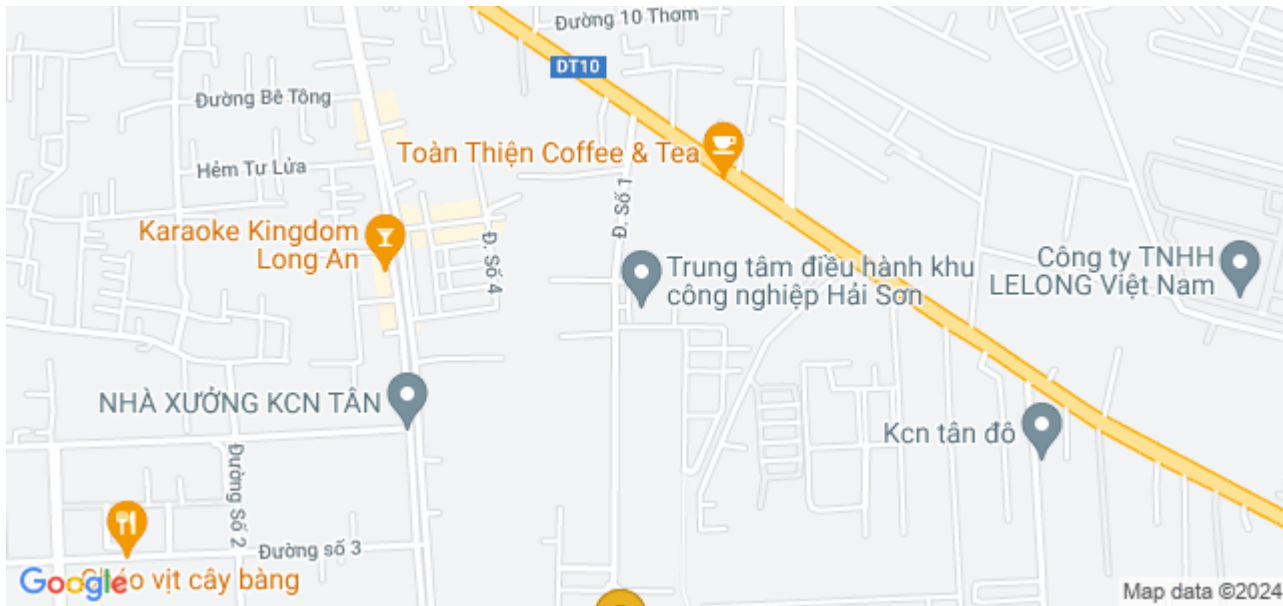 Đường 10 Thơm
DT10
Đường Bê Tông
Toàn Thiện Coffee & Tea
Hẻm Tư Lửa
Đ. Số 1
Karaoke Kingdom
Long An
Đ. Số 4
Trung tâm điều hành khu
công nghiệp Hải Sơn
Công ty TNHH
LELONG Việt Nam
NHÀ XƯỞNG KCN TÂN
Kcn tân đô
Đường Số 2
Đường số 3
Cháo vịt cây bàng
Google
Map data ©2024